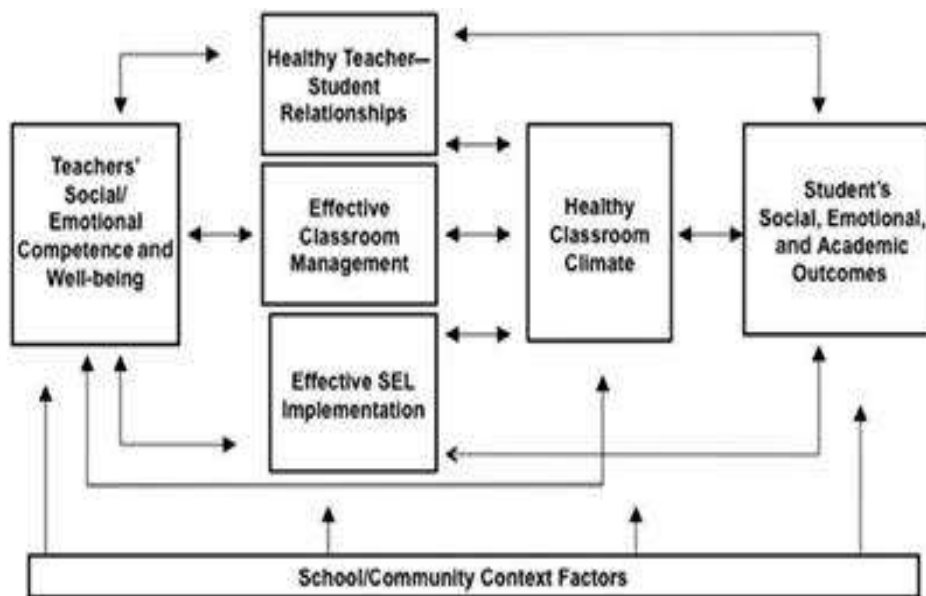 Healthy Teacher—
Student
Relationships
Teachers'
Social/
Emotional
Competence and
Well-being
Effective
Classroom
Management
Healthy
Classroom
Climate
Student's
Social, Emotional,
and Academic
Outcomes
Effective SEL
Implementation
School/Community Context Factors